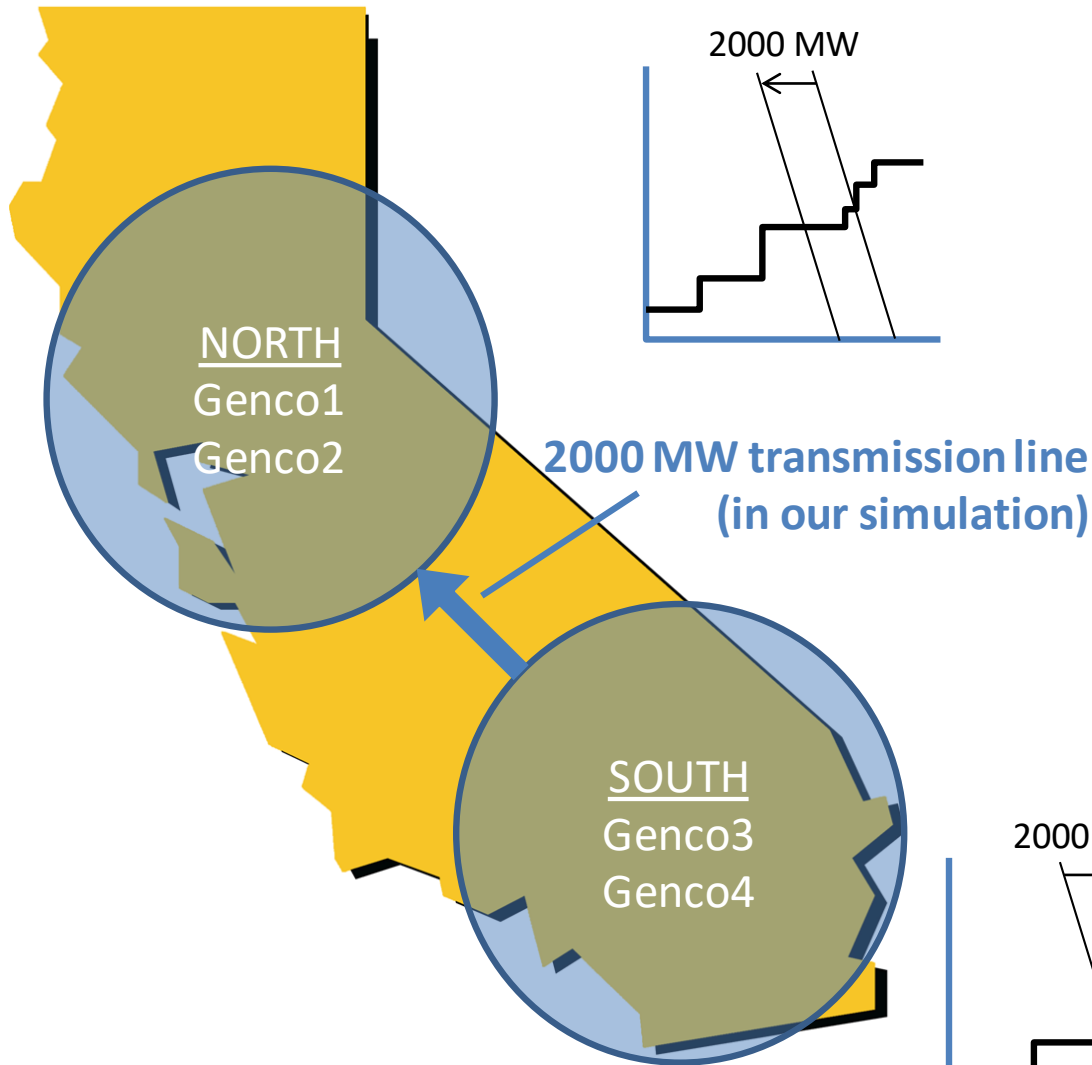 2000 MW
NORTH
Genco1
Genco2
2000 MW transmission line
(in our simulation)
SOUTH
Genco3
Genco4
2000